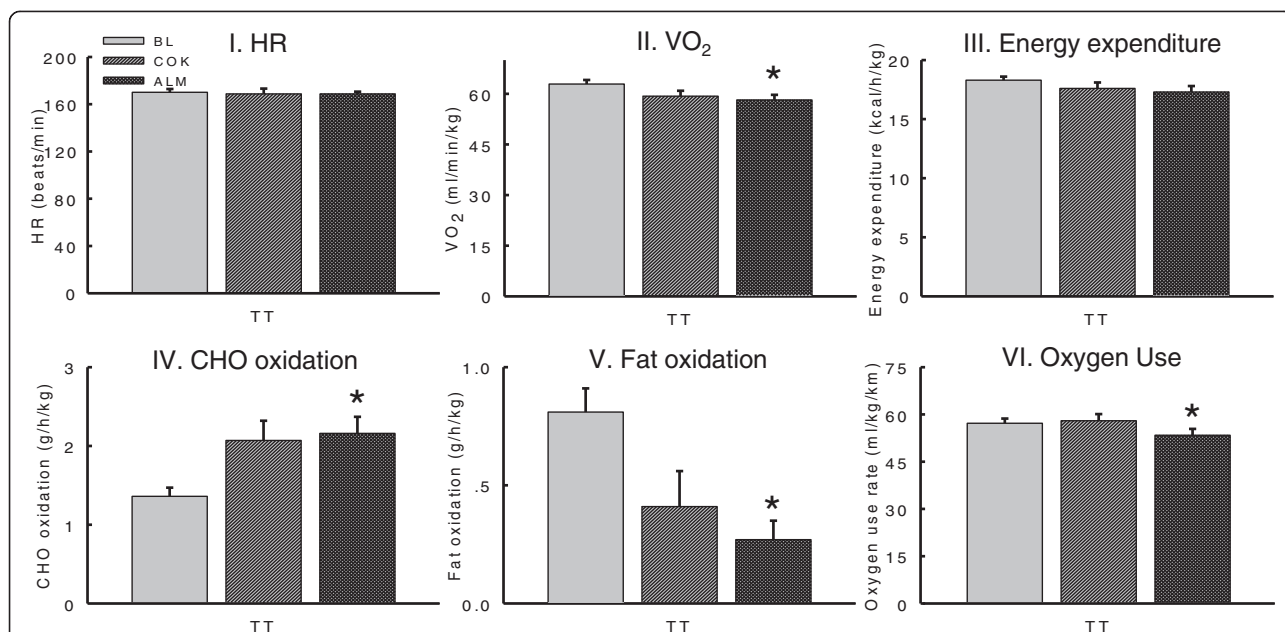 BL
COK
ALM
I. HR
HR (beats/min)
200
160
120
80
40
0
TT
II. VO2
*
VO2 (ml/min/kg)
60
45
30
15
0
TT
III. Energy expenditure
Energy expenditure (kcal/h/kg)
20
15
10
5
0
TT
IV. CHO oxidation
*
CHO oxidation (g/h/kg)
3
2
1
0
TT
V. Fat oxidation
*
Fat oxidation (g/h/kg)
1.0
.5
0.0
TT
VI. Oxygen Use
*
Oxygen use rate (ml/kg/km)
75
60
45
30
15
0
TT